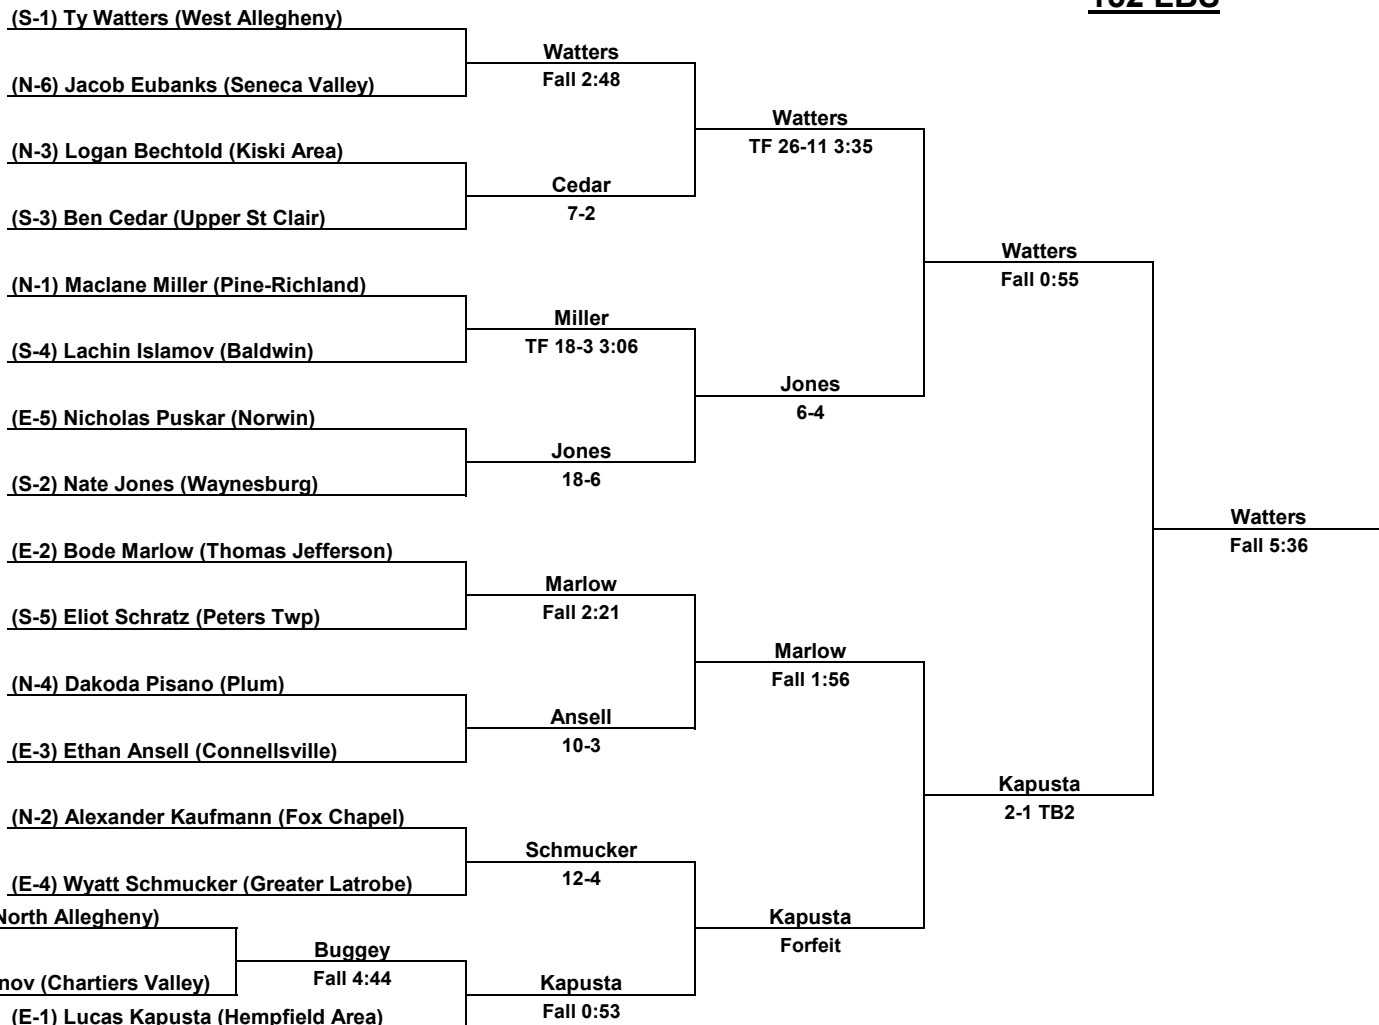 (S-1) Ty Watters (West Allegheny)
Watters
(N-6) Jacob Eubanks (Seneca Valley)
Fall 2:48
Watters
(N-3) Logan Bechtold (Kiski Area)
TF 26-11 3:35
Cedar
(S-3) Ben Cedar (Upper St Clair)
7-2
Watters
(N-1) Maclane Miller (Pine-Richland)
Fall 0:55
Miller
(S-4) Lachin Islamov (Baldwin)
TF 18-3 3:06
Jones
(E-5) Nicholas Puskar (Norwin)
6-4
Jones
(S-2) Nate Jones (Waynesburg)
18-6
Watters
(E-2) Bode Marlow (Thomas Jefferson)
Fall 5:36
Marlow
(S-5) Eliot Schratz (Peters Twp)
Fall 2:21
Marlow
(N-4) Dakoda Pisano (Plum)
Fall 1:56
Ansell
(E-3) Ethan Ansell (Connellsville)
10-3
Kapusta
(N-2) Alexander Kaufmann (Fox Chapel)
2-1 TB2
Schmucker
(E-4) Wyatt Schmucker (Greater Latrobe)
12-4
North Allegheny)
Kapusta
Forfeit
Buggey
nov (Chartiers Valley)
Fall 4:44
Kapusta
(E-1) Lucas Kapusta (Hempfield Area)
Fall 0:53